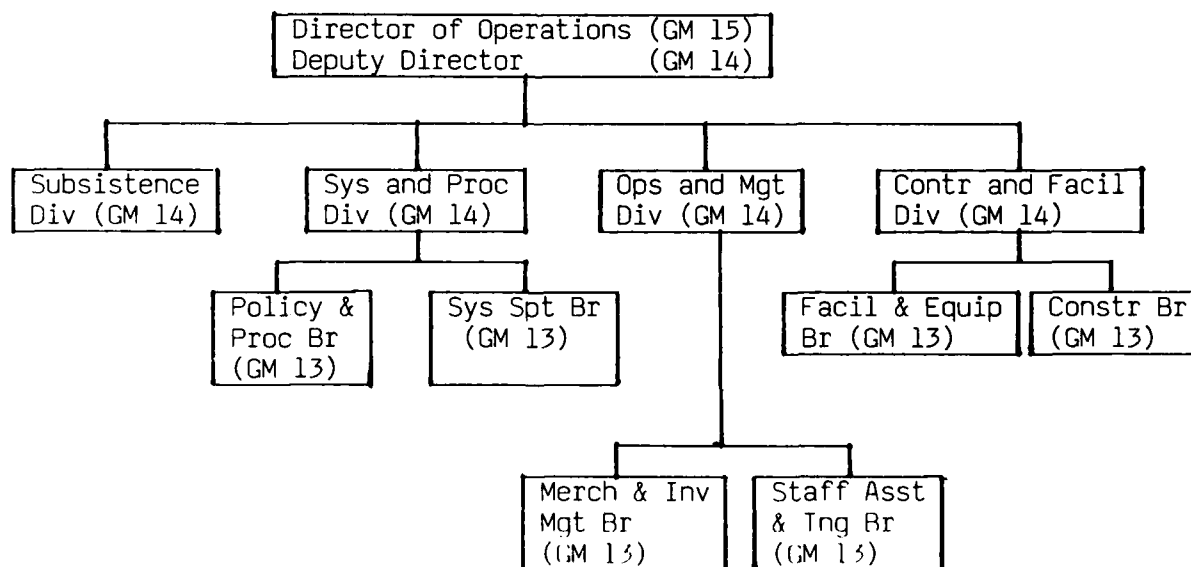 Director of Operations (GM 15)
Deputy Director (GM 14)
Subsistence
Div (GM 14)
Sys and Proc
Div (GM 14)
Ops and Mgt
Div (GM 14)
Contr and Facil
Div (GM 14)
Policy &
Proc Br
(GM 13)
Sys Spt Br
(GM 13)
Facil & Equip
Br (GM 13)
Constr Br
(GM 13)
Merch & Inv
Mgt Br
(GM 13)
Staff Asst
& Tng Br
(GM 13)